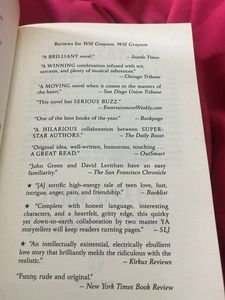 Reviews for Will Grayson, Will Grayson
"A BRILLIANT novel." – Seattle Times
"A WINNING combination infused with wit,
sarcasm, and plenty of musical references."
– Chicago Tribune
"A MOVING novel when it comes to matters of
the heart." – San Diego Union Tribune
"This novel has SERIOUS BUZZ."
– EntertainmentWeekly.com
"One of the best books of the year." – Bookpage
"A HILARIOUS collaboration between SUPER-
STAR AUTHORS." – The Daily Beast
"Original idea, well-written, humorous, touching . . .
A GREAT READ." – OutSmart
"John Green and David Levithan have an easy
familiarity." – The San Francisco Chronicle
★ "[A] terrific high-energy tale of teen love, lust,
intrigue, anger, pain, and friendship."
– Booklist
★ "Complete with honest language, interesting
characters, and a heartfelt, gritty edge, this quirky
yet down-to-earth collaboration by two master YA
storytellers will keep readers turning pages." – SLJ
★ "An intellectually existential, electrically ebullient
love story that brilliantly melds the ridiculous with the
realistic." – Kirkus Reviews
"Funny, rude and original."
– New York Times Book Review